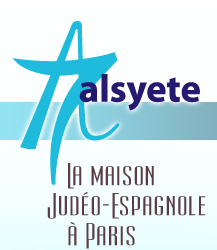 alsyete
LA MAISON
JUDÉO-ESPAGNOLE
À PARIS